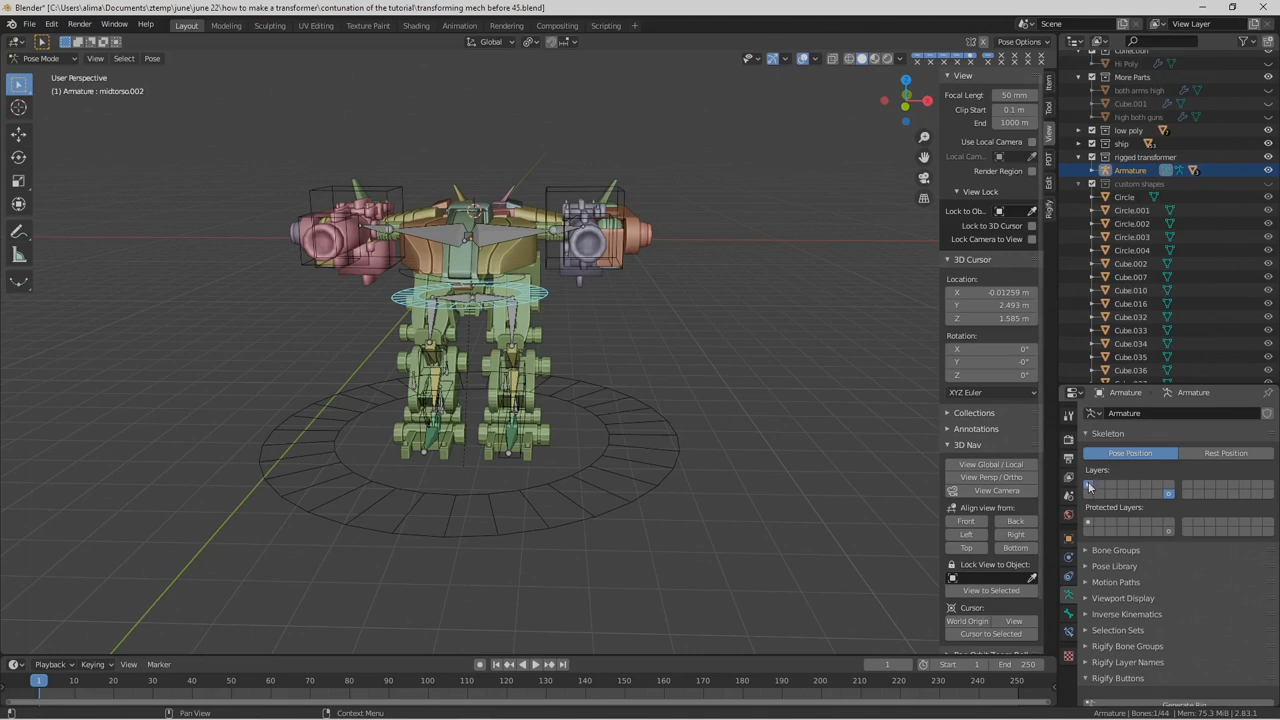 Blender* [C:\Users\alima\Documents\ztemp\june\june 22\how to make a transformer\contunation of the tutorial\transforming mech before 45.blend]
File Edit Render Window Help Layout Modeling Sculpting UV Editing Texture Paint Shading Animation Rendering Compositing Scripting Scene View Layer
Global Pose Options
Pose Mode View Select Pose
User Perspective
(1) Armature : midtorso.002
View
Focal Lengt 50 mm
Clip Start 0.1 m
End 1000 m
Use Local Camera
Local Cam...
Render Region
View Lock
Lock to Ob...
Lock to 3D Cursor
Lock Camera to View
3D Cursor
Location:
X -0.01259 m
Y 2.493 m
Z 1.585 m
Rotation:
X 0°
Y -0°
Z 0°
XYZ Euler
Collections
Annotations
3D Nav
View Global / Local
View Persp / Ortho
View Camera
Align view from:
Front Back
Left Right
Top Bottom
Lock View to Object:
View to Selected
Cursor:
World Origin View
Cursor to Selected
Item
Tool
View
PDT
Edit
Rigify
Collection
Hi Poly
More Parts
both arms high
Cube.001
high both guns
low poly
ship
rigged transformer
Armature
custom shapes
Circle
Circle.001
Circle.002
Circle.003
Circle.004
Cube.002
Cube.007
Cube.010
Cube.016
Cube.032
Cube.033
Cube.034
Cube.035
Cube.036
Armature Armature
Armature
Skeleton
Pose Position Rest Position
Layers:
Protected Layers:
Bone Groups
Pose Library
Motion Paths
Viewport Display
Inverse Kinematics
Selection Sets
Rigify Bone Groups
Rigify Layer Names
Rigify Buttons
Playback Keying View Marker 1 Start 1 End 250
1 10 20 30 40 50 60 70 80 90 100 110 120 130 140 150 160 170 180 190 200 210 220 230 240 250
Pan View Context Menu Armature | Bones:1/44 | Mem: 75.3 MiB | 2.83.1